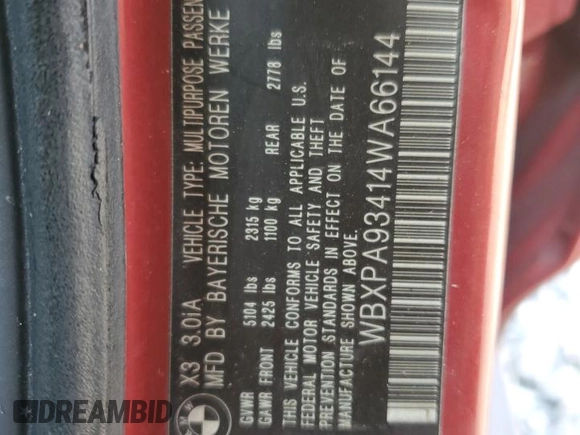 X3 3.0iA VEHICLE TYPE: MULTIPURPOSE PASSEN
MFD BY BAYERISCHE MOTOREN WERKE
GVWR 5104 lbs 2315 kg
GAWR FRONT 2425 lbs 1100 kg REAR 2778 lbs
THIS VEHICLE CONFORMS TO ALL APPLICABLE U.S.
FEDERAL MOTOR VEHICLE SAFETY AND THEFT
PREVENTION STANDARDS IN EFFECT ON THE DATE OF
MANUFACTURE SHOWN ABOVE.
WBXPA93414WA66144
DREAMBID